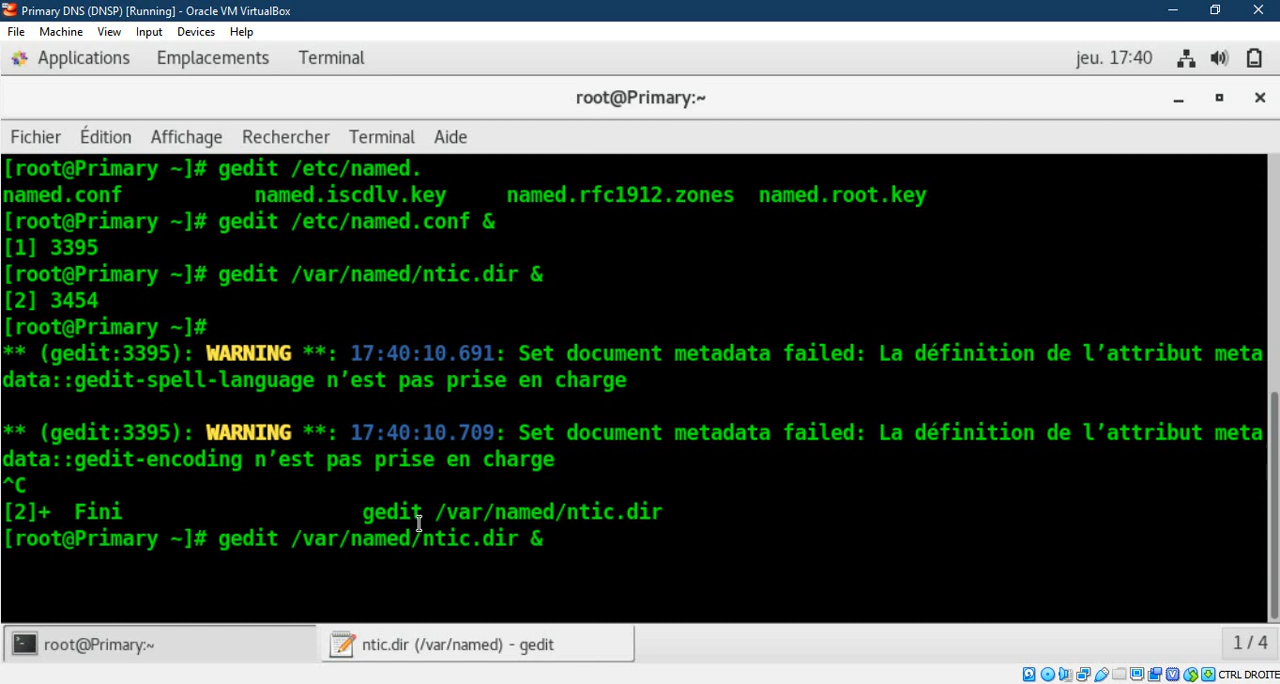 Primary DNS (DNSP) [Running] - Oracle VM VirtualBox
File Machine View Input Devices Help
Applications Emplacements Terminal jeu. 17:40
root@Primary:~
Fichier Édition Affichage Rechercher Terminal Aide
[root@Primary ~]# gedit /etc/named.
named.conf named.iscdlv.key named.rfc1912.zones named.root.key
[root@Primary ~]# gedit /etc/named.conf &
[1] 3395
[root@Primary ~]# gedit /var/named/ntic.dir &
[2] 3454
[root@Primary ~]#
** (gedit:3395): WARNING **: 17:40:10.691: Set document metadata failed: La définition de l’attribut meta
data::gedit-spell-language n’est pas prise en charge
** (gedit:3395): WARNING **: 17:40:10.709: Set document metadata failed: La définition de l’attribut meta
data::gedit-encoding n’est pas prise en charge
^C
[2]+ Fini gedit /var/named/ntic.dir
[root@Primary ~]# gedit /var/named/ntic.dir &
root@Primary:~ ntic.dir (/var/named) - gedit 1 / 4
CTRL DROITE